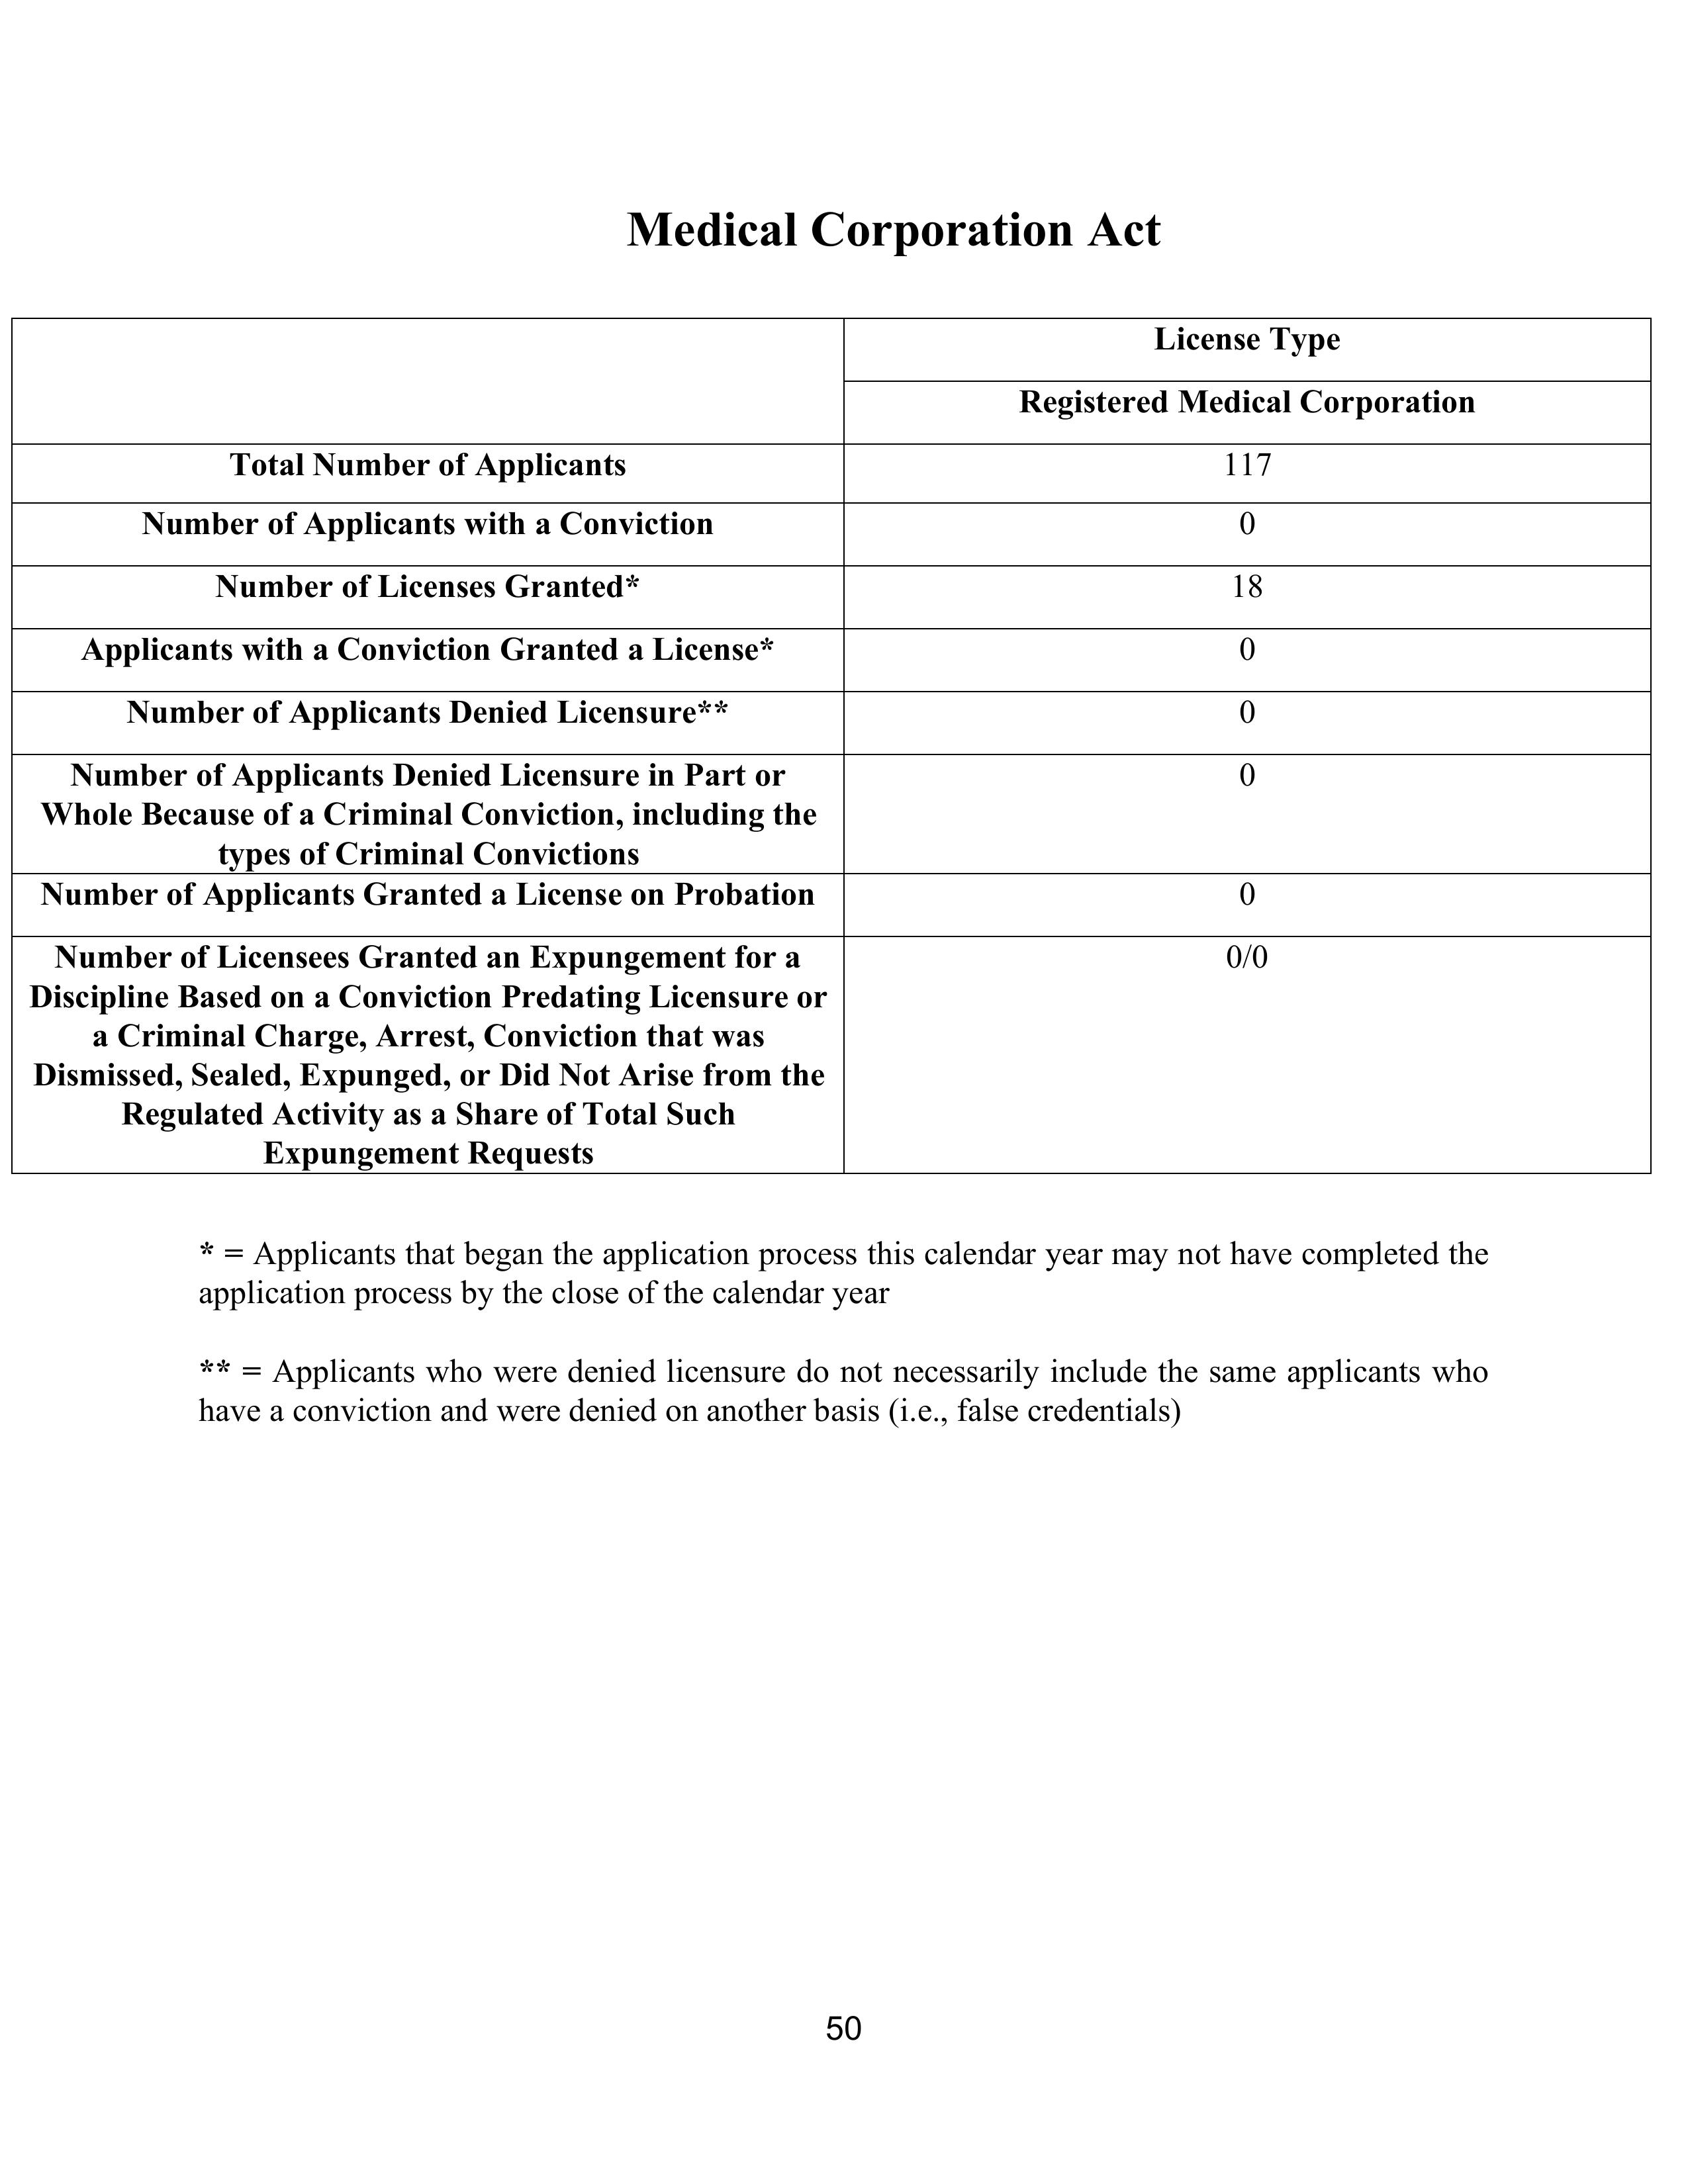 Medical Corporation Act
License Type
Registered Medical Corporation
Total Number of Applicants
117
Number of Applicants with a Conviction
0
Number of Licenses Granted*
18
Applicants with a Conviction Granted a License*
0
Number of Applicants Denied Licensure**
0
Number of Applicants Denied Licensure in Part or
Whole Because of a Criminal Conviction, including the
types of Criminal Convictions
0
Number of Applicants Granted a License on Probation
0
Number of Licensees Granted an Expungement for a
Discipline Based on a Conviction Predating Licensure or
a Criminal Charge, Arrest, Conviction that was
Dismissed, Sealed, Expunged, or Did Not Arise from the
Regulated Activity as a Share of Total Such
Expungement Requests
0/0
* = Applicants that began the application process this calendar year may not have completed the
application process by the close of the calendar year
** = Applicants who were denied licensure do not necessarily include the same applicants who
have a conviction and were denied on another basis (i.e., false credentials)
50